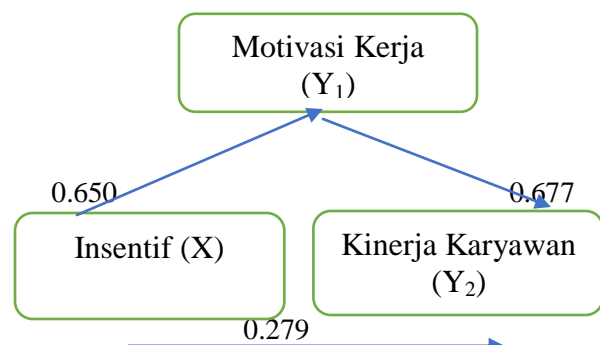 Motivasi Kerja
(Y₁)
0.650
0.677
Insentif (X)
Kinerja Karyawan
(Y₂)
0.279